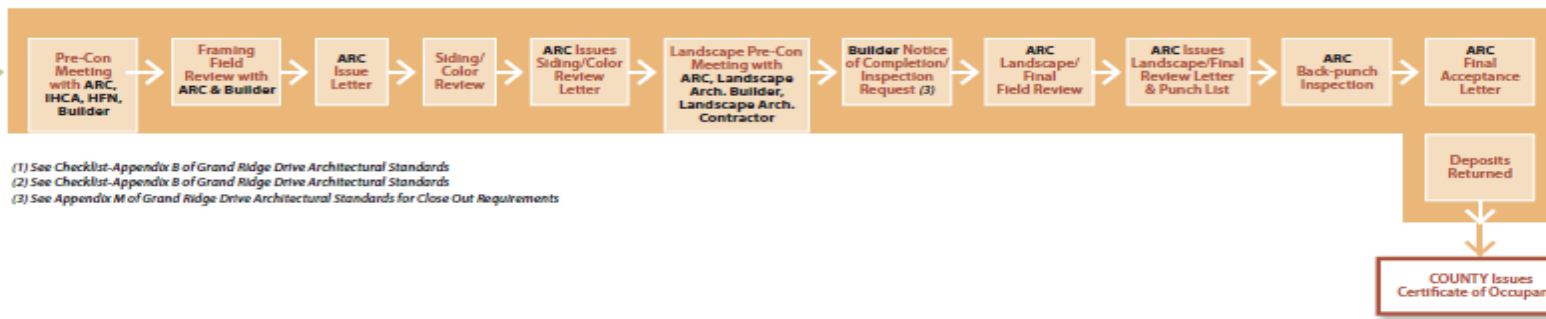 Pre-Con
Meeting
with ARC,
IHCA, HFN,
Builder
Framing
Field
Review with
ARC & Builder
ARC
Issue
Letter
Siding/
Color
Review
ARC Issues
Siding/Color
Review
Letter
Landscape Pre-Con
Meeting with
ARC, Landscape
Arch. Builder,
Landscape Arch.
Contractor
Builder Notice
of Completion/
Inspection
Request (3)
ARC
Landscape/
Final
Field Review
ARC Issues
Landscape/Final
Review Letter
& Punch List
ARC
Back-punch
Inspection
ARC
Final
Acceptance
Letter
Deposits
Returned
(1) See Checklist-Appendix B of Grand Ridge Drive Architectural Standards
(2) See Checklist-Appendix B of Grand Ridge Drive Architectural Standards
(3) See Appendix M of Grand Ridge Drive Architectural Standards for Close Out Requirements
COUNTY Issues
Certificate of Occupan